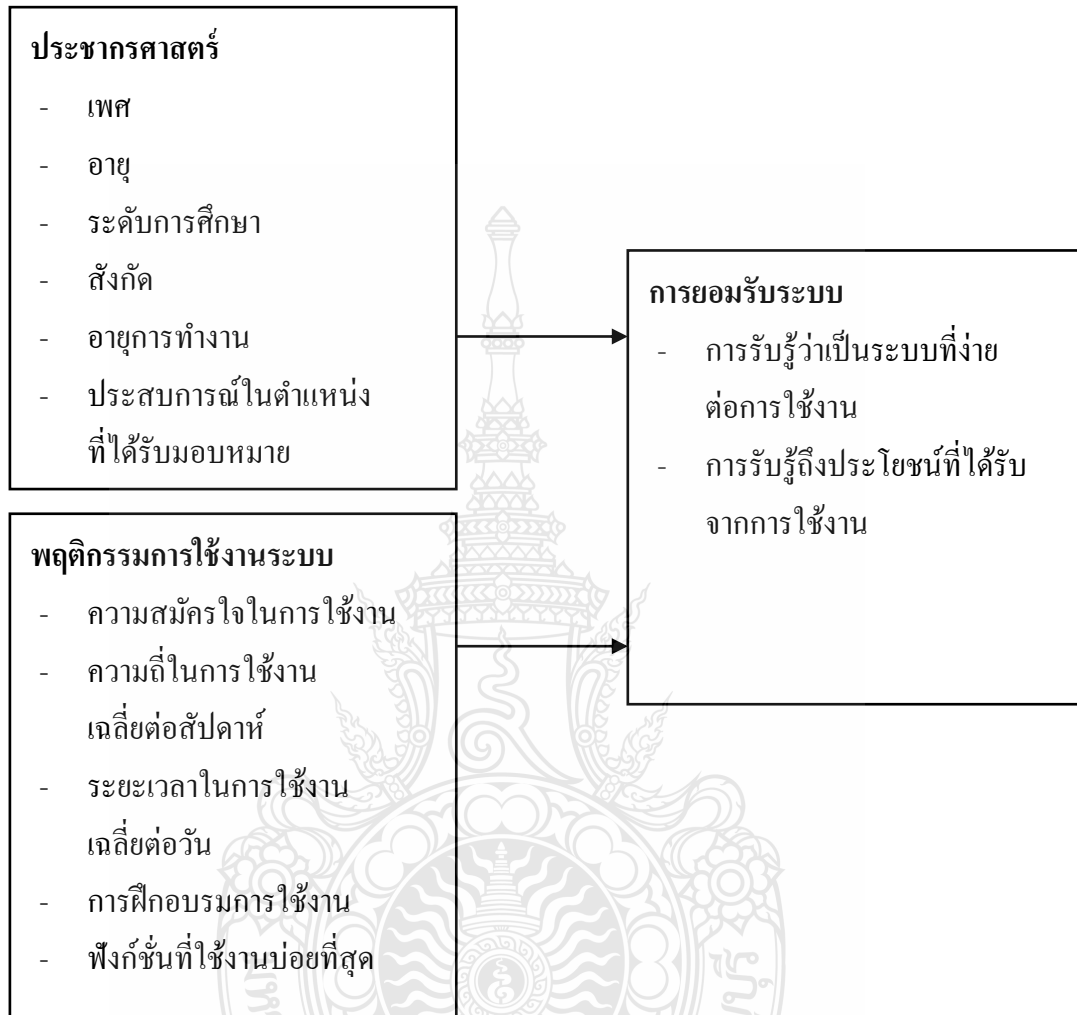 ประชากรศาสตร์
- เพศ
- อายุ
- ระดับการศึกษา
- สังกัด
- อายุการทำงาน
- ประสบการณ์ในตำแหน่ง
ที่ได้รับมอบหมาย
พฤติกรรมการใช้งานระบบ
- ความสมัครใจในการใช้งาน
- ความถี่ในการใช้งาน
เฉลี่ยต่อสัปดาห์
- ระยะเวลาในการใช้งาน
เฉลี่ยต่อวัน
- การฝึกอบรมการใช้งาน
- ฟังก์ชั่นที่ใช้งานบ่อยที่สุด
การยอมรับระบบ
- การรับรู้ว่าเป็นระบบที่ง่าย
ต่อการใช้งาน
- การรับรู้ถึงประโยชน์ที่ได้รับ
จากการใช้งาน